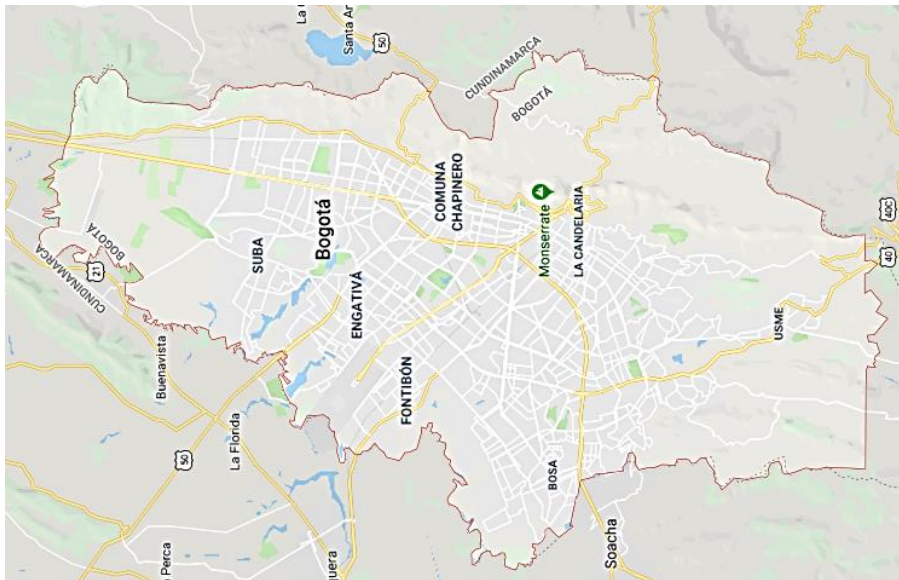 CUNDINAMARCA
21
BOGOTÁ
Buenavista
a Perca
50
La Florida
SUBA
La
Bogotá
uera
Santa Ar
ENGATIVÁ
50
FONTIBÓN
COMUNA
CHAPINERO
CUNDINAMARCA
BOGOTÁ
Monserrate
BOSA
LA CANDELARIA
Soacha
USME
40
40C